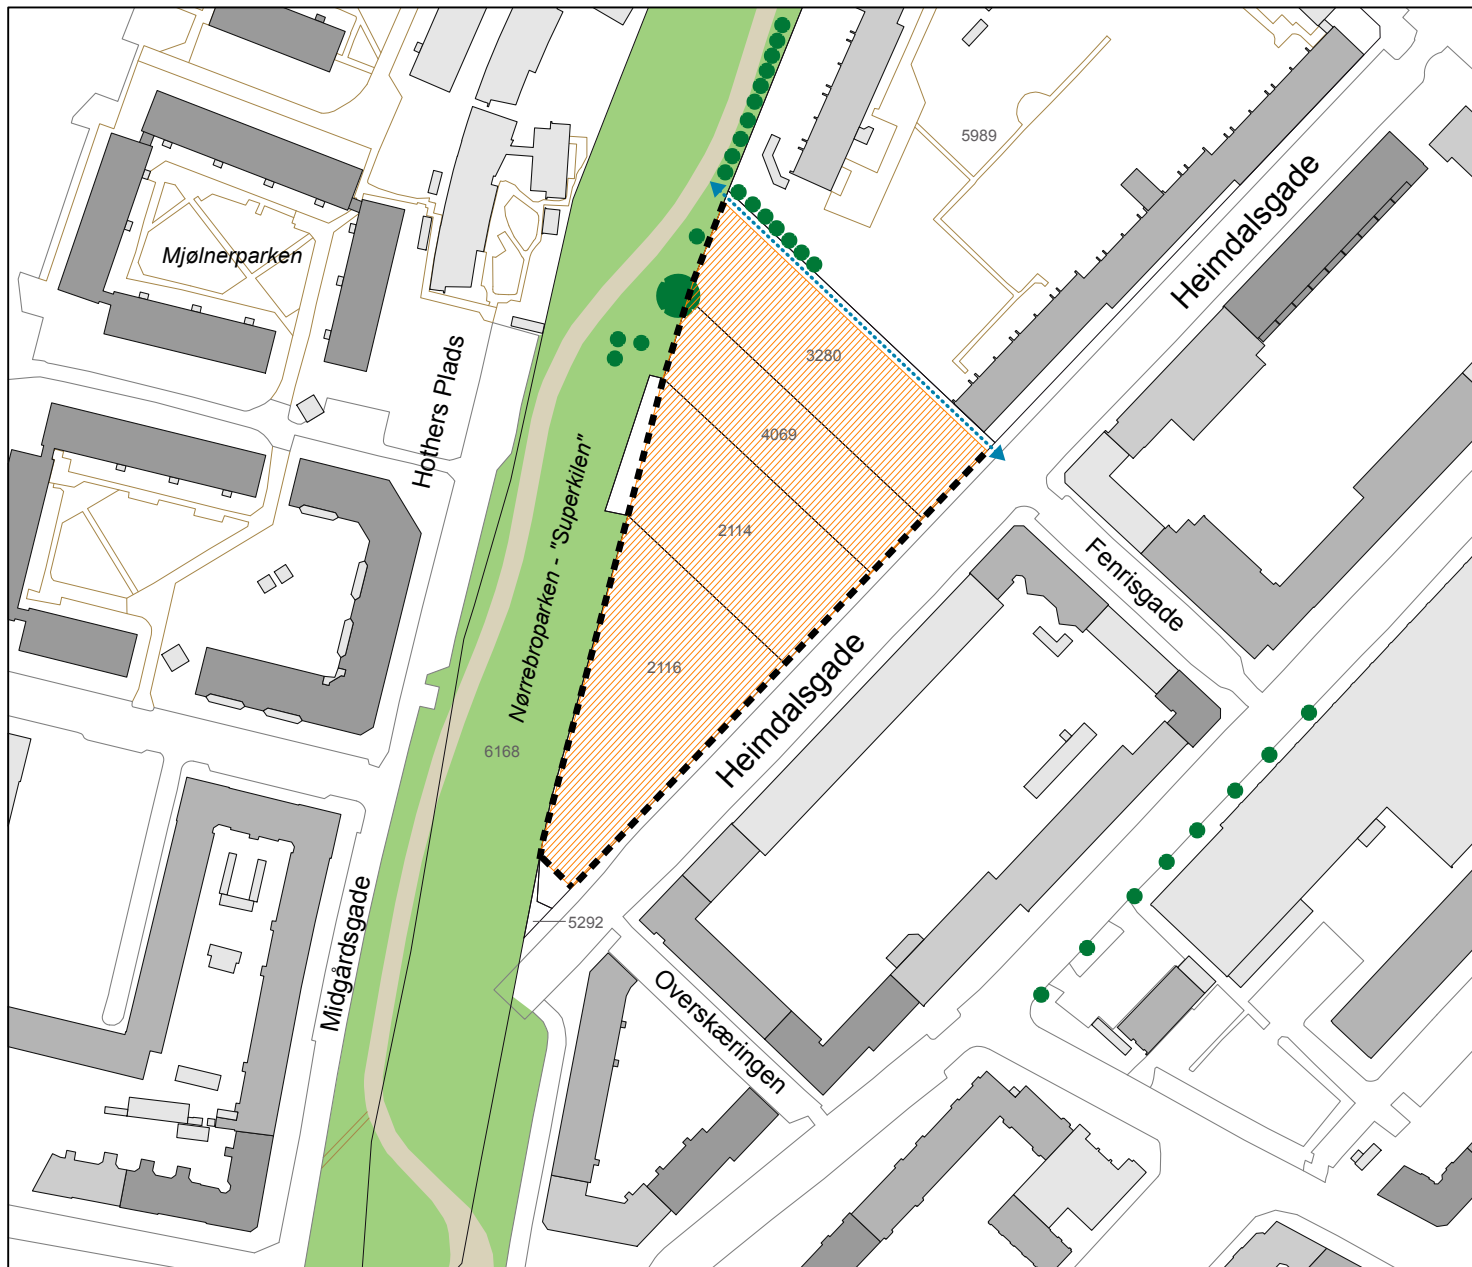 5989
Heimdalsgade
Mjølnerparken
3280
Hothers Plads
4069
Nørrebroparken - "Superkilen"
2114
Fenrisgade
2116
Heimdalsgade
6168
5292
Midgårdsgade
Overskæringen